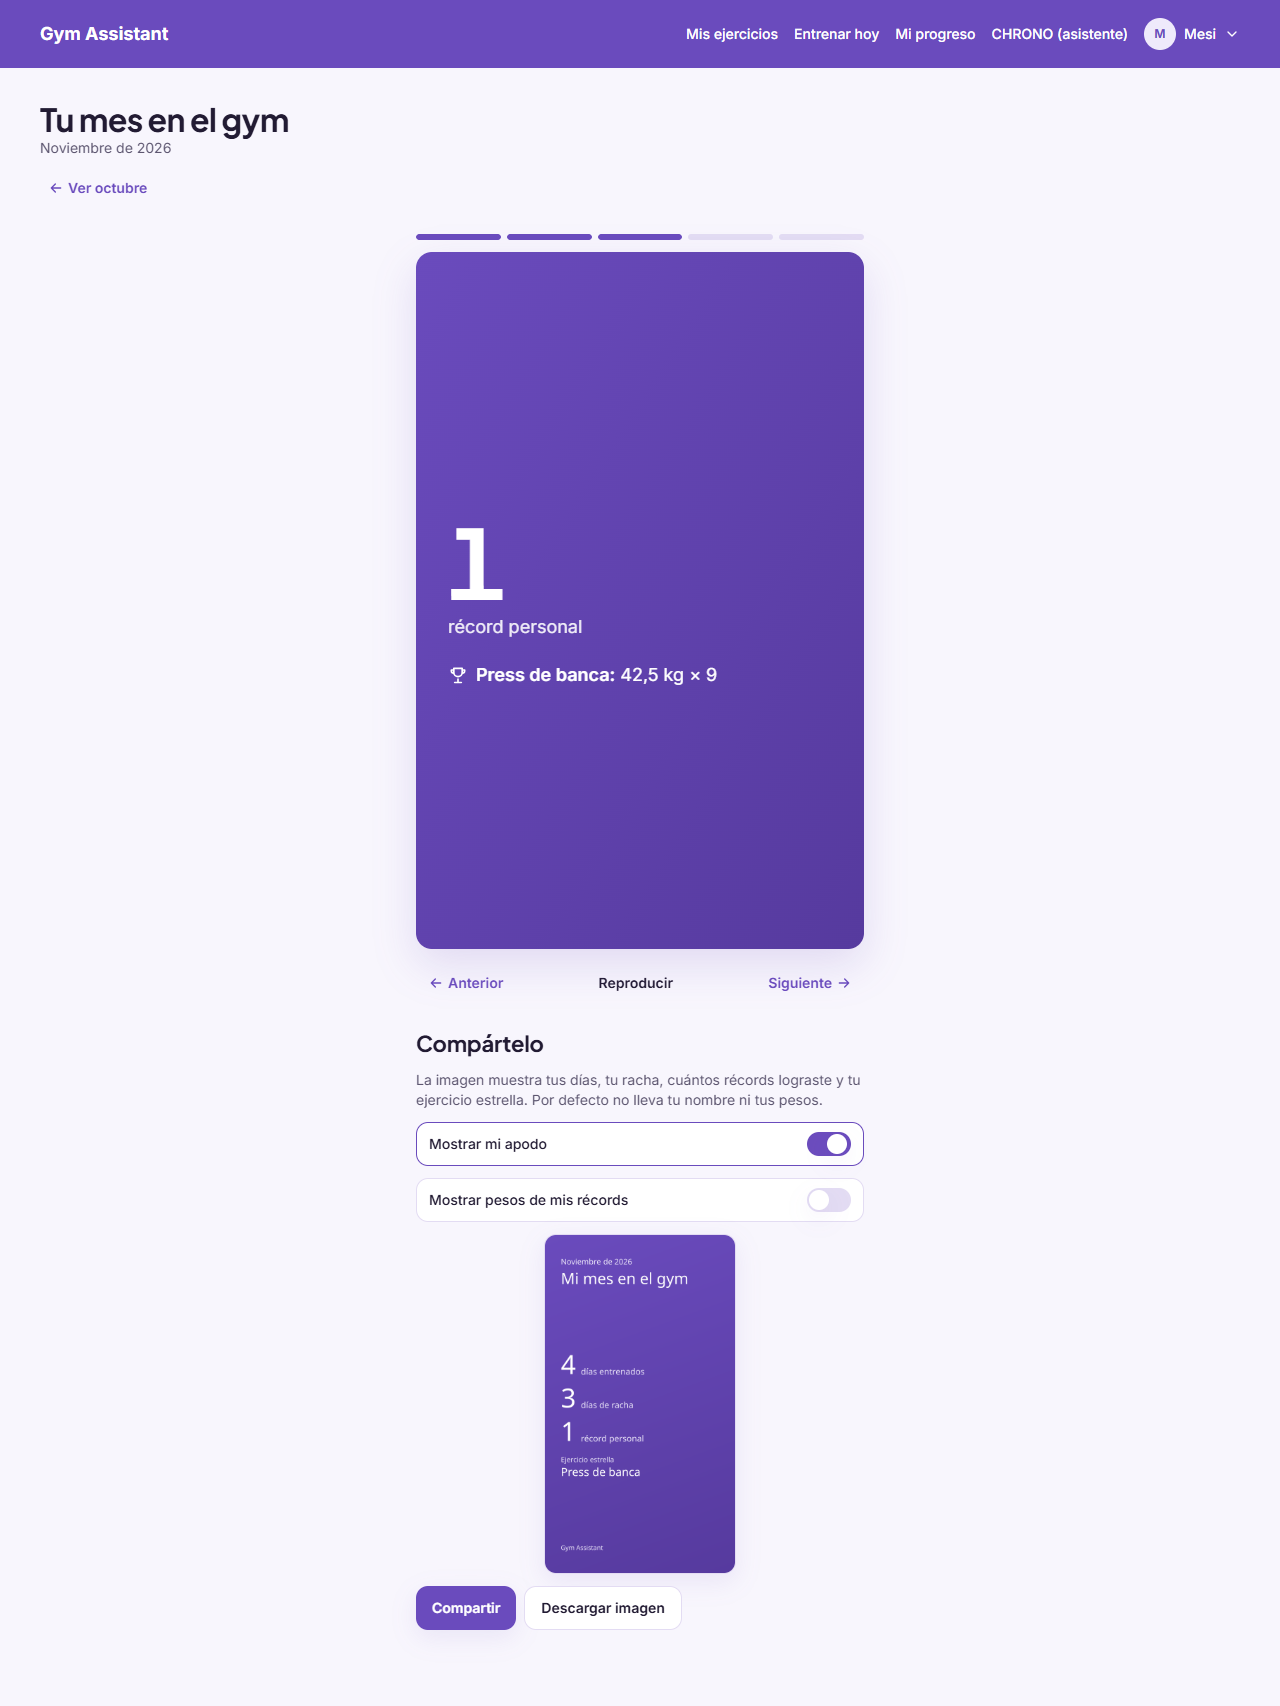 Gym Assistant
Mis ejercicios
Entrenar hoy
Mi progreso
CHRONO (asistente)
M
Mesi
Tu mes en el gym
Noviembre de 2026
← Ver octubre
1
récord personal
Press de banca: 42,5 kg × 9
← Anterior
Reproducir
Siguiente →
Compártelo
La imagen muestra tus días, tu racha, cuántos récords lograste y tu
ejercicio estrella. Por defecto no lleva tu nombre ni tus pesos.
Mostrar mi apodo
Mostrar pesos de mis récords
Noviembre de 2026
Mi mes en el gym
4 días entrenados
3 días de racha
1 récord personal
Ejercicio estrella
Press de banca
Gym Assistant
Compartir
Descargar imagen